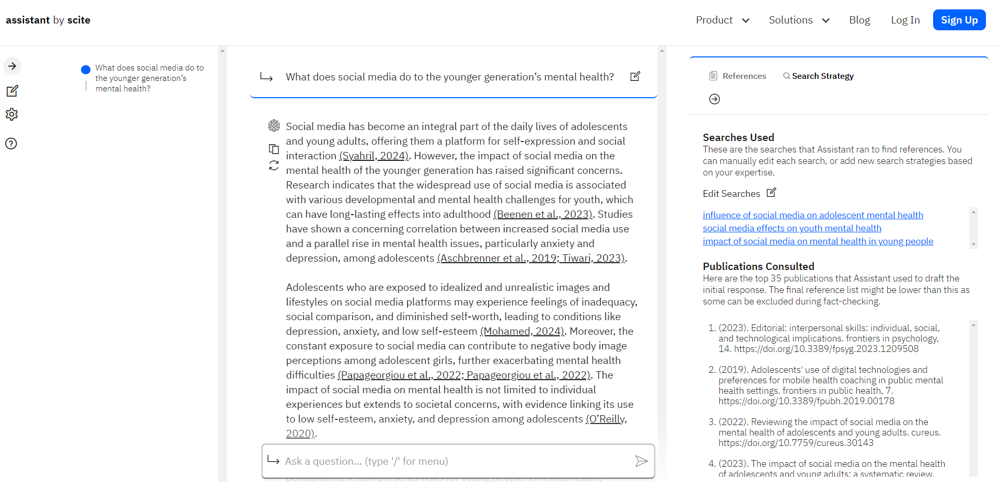 assistant by scite
Product
Solutions
Blog
Log In
Sign Up
What does social media do to
the younger generation’s
mental health?
What does social media do to the younger generation’s mental health?
Social media has become an integral part of the daily lives of adolescents
and young adults, offering them a platform for self-expression and social
interaction (Syahril, 2024). However, the impact of social media on the
mental health of the younger generation has raised significant concerns.
Research indicates that the widespread use of social media is associated
with various developmental and mental health challenges for youth, which
can have long-lasting effects into adulthood (Beenen et al., 2023). Studies
have shown a concerning correlation between increased social media use
and a parallel rise in mental health issues, particularly anxiety and
depression, among adolescents (Aschbrenner et al., 2019; Tiwari, 2023).
Adolescents who are exposed to idealized and unrealistic images and
lifestyles on social media platforms may experience feelings of inadequacy,
social comparison, and diminished self-worth, leading to conditions like
depression, anxiety, and low self-esteem (Mohamed, 2024). Moreover, the
constant exposure to social media can contribute to negative body image
perceptions among adolescent girls, further exacerbating mental health
difficulties (Papageorgiou et al., 2022; Papageorgiou et al., 2022). The
impact of social media on mental health is not limited to individual
experiences but extends to societal concerns, with evidence linking its use
to low self-esteem, anxiety, and depression among adolescents (O’Reilly,
2020).
Ask a question... (type '/' for menu)
possibilities, it also presents risks for young people's mental health,
References
Search Strategy
Searches Used
These are the searches that Assistant ran to find references. You
can manually edit each search, or add new search strategies based
on your expertise.
Edit Searches
influence of social media on adolescent mental health
social media effects on youth mental health
impact of social media on mental health in young people
Publications Consulted
Here are the top 35 publications that Assistant used to draft the
initial response. The final reference list might be lower than this as
some can be excluded during fact-checking.
1. (2023). Editorial: interpersonal skills: individual, social,
and technological implications. frontiers in psychology,
14. https://doi.org/10.3389/fpsyg.2023.1209508
2. (2019). Adolescents' use of digital technologies and
preferences for mobile health coaching in public mental
health settings. frontiers in public health, 7.
https://doi.org/10.3389/fpubh.2019.00178
3. (2022). Reviewing the impact of social media on the
mental health of adolescents and young adults. cureus.
https://doi.org/10.7759/cureus.30143
4. (2023). The impact of social media on the mental health
of adolescents and young adults: a systematic review.